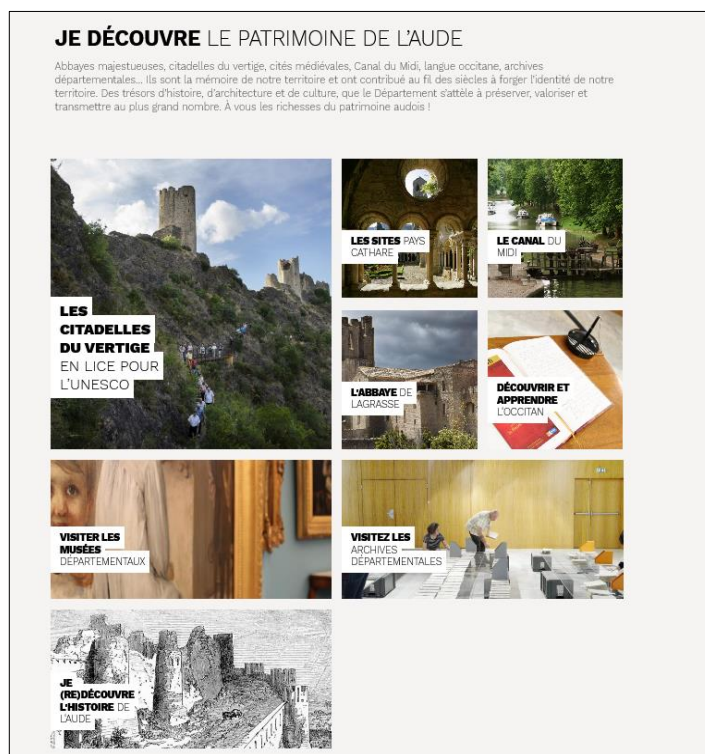 JE DÉCOUVRE LE PATRIMOINE DE L'AUDE
Abbayes majestueuses, citadelles du vertige, cités médiévales, Canal du Midi, langue occitane, archives
départementales... Ils sont la mémoire de notre territoire et ont contribué au fil des siècles à forger l'identité de notre
territoire. Des trésors d'histoire, d'architecture et de culture, que le Département s'attèle à préserver, valoriser et
transmettre au plus grand nombre. À vous les richesses du patrimoine audois !
LES
CITADELLES
DU VERTIGE
EN LICE POUR
L'UNESCO
LES SITES PAYS
CATHARE
LE CANAL DU
MIDI
L'ABBAYE DE
LAGRASSE
DÉCOUVRIR ET
APPRENDRE
L'OCCITAN
VISITER LES
MUSÉES
DÉPARTEMENTAUX
VISITEZ LES
ARCHIVES
DÉPARTEMENTALES
JE
(RE)DÉCOUVRE
L'HISTOIRE DE
L'AUDE